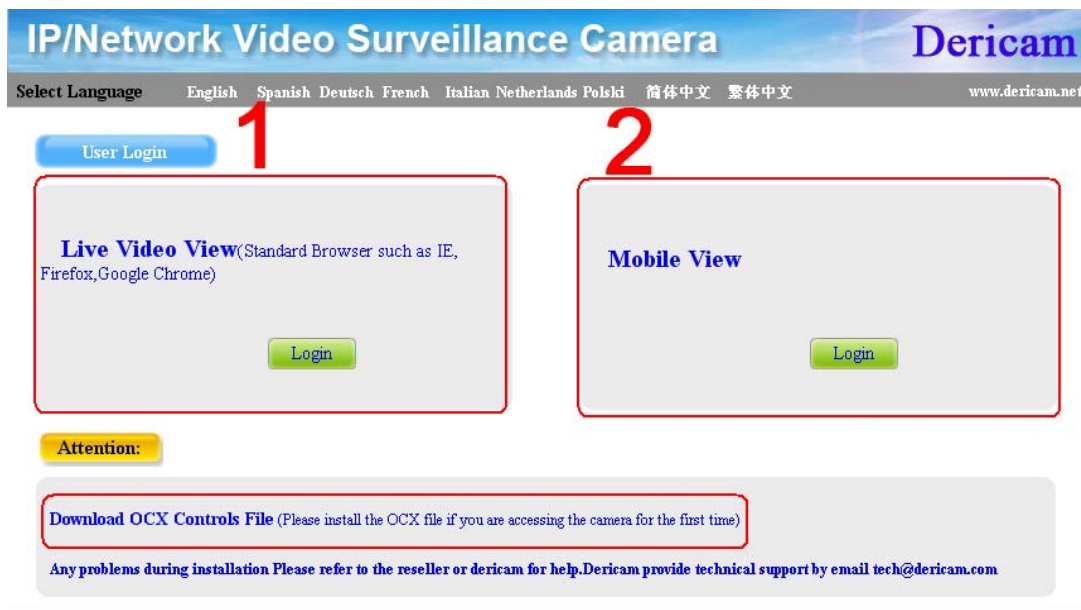 IP/Network Video Surveillance Camera
Dericam
Select Language English Spanish Deutsch French Italian Netherlands Polski 简体中文 繁体中文 www.dericam.net
1
2
User Login
Live Video View(Standard Browser such as IE,
Firefox,Google Chrome)
Login
Mobile View
Login
Attention:
Download OCX Controls File (Please install the OCX file if you are accessing the camera for the first time)
Any problems during installation Please refer to the reseller or dericam for help.Dericam provide technical support by email tech@dericam.com